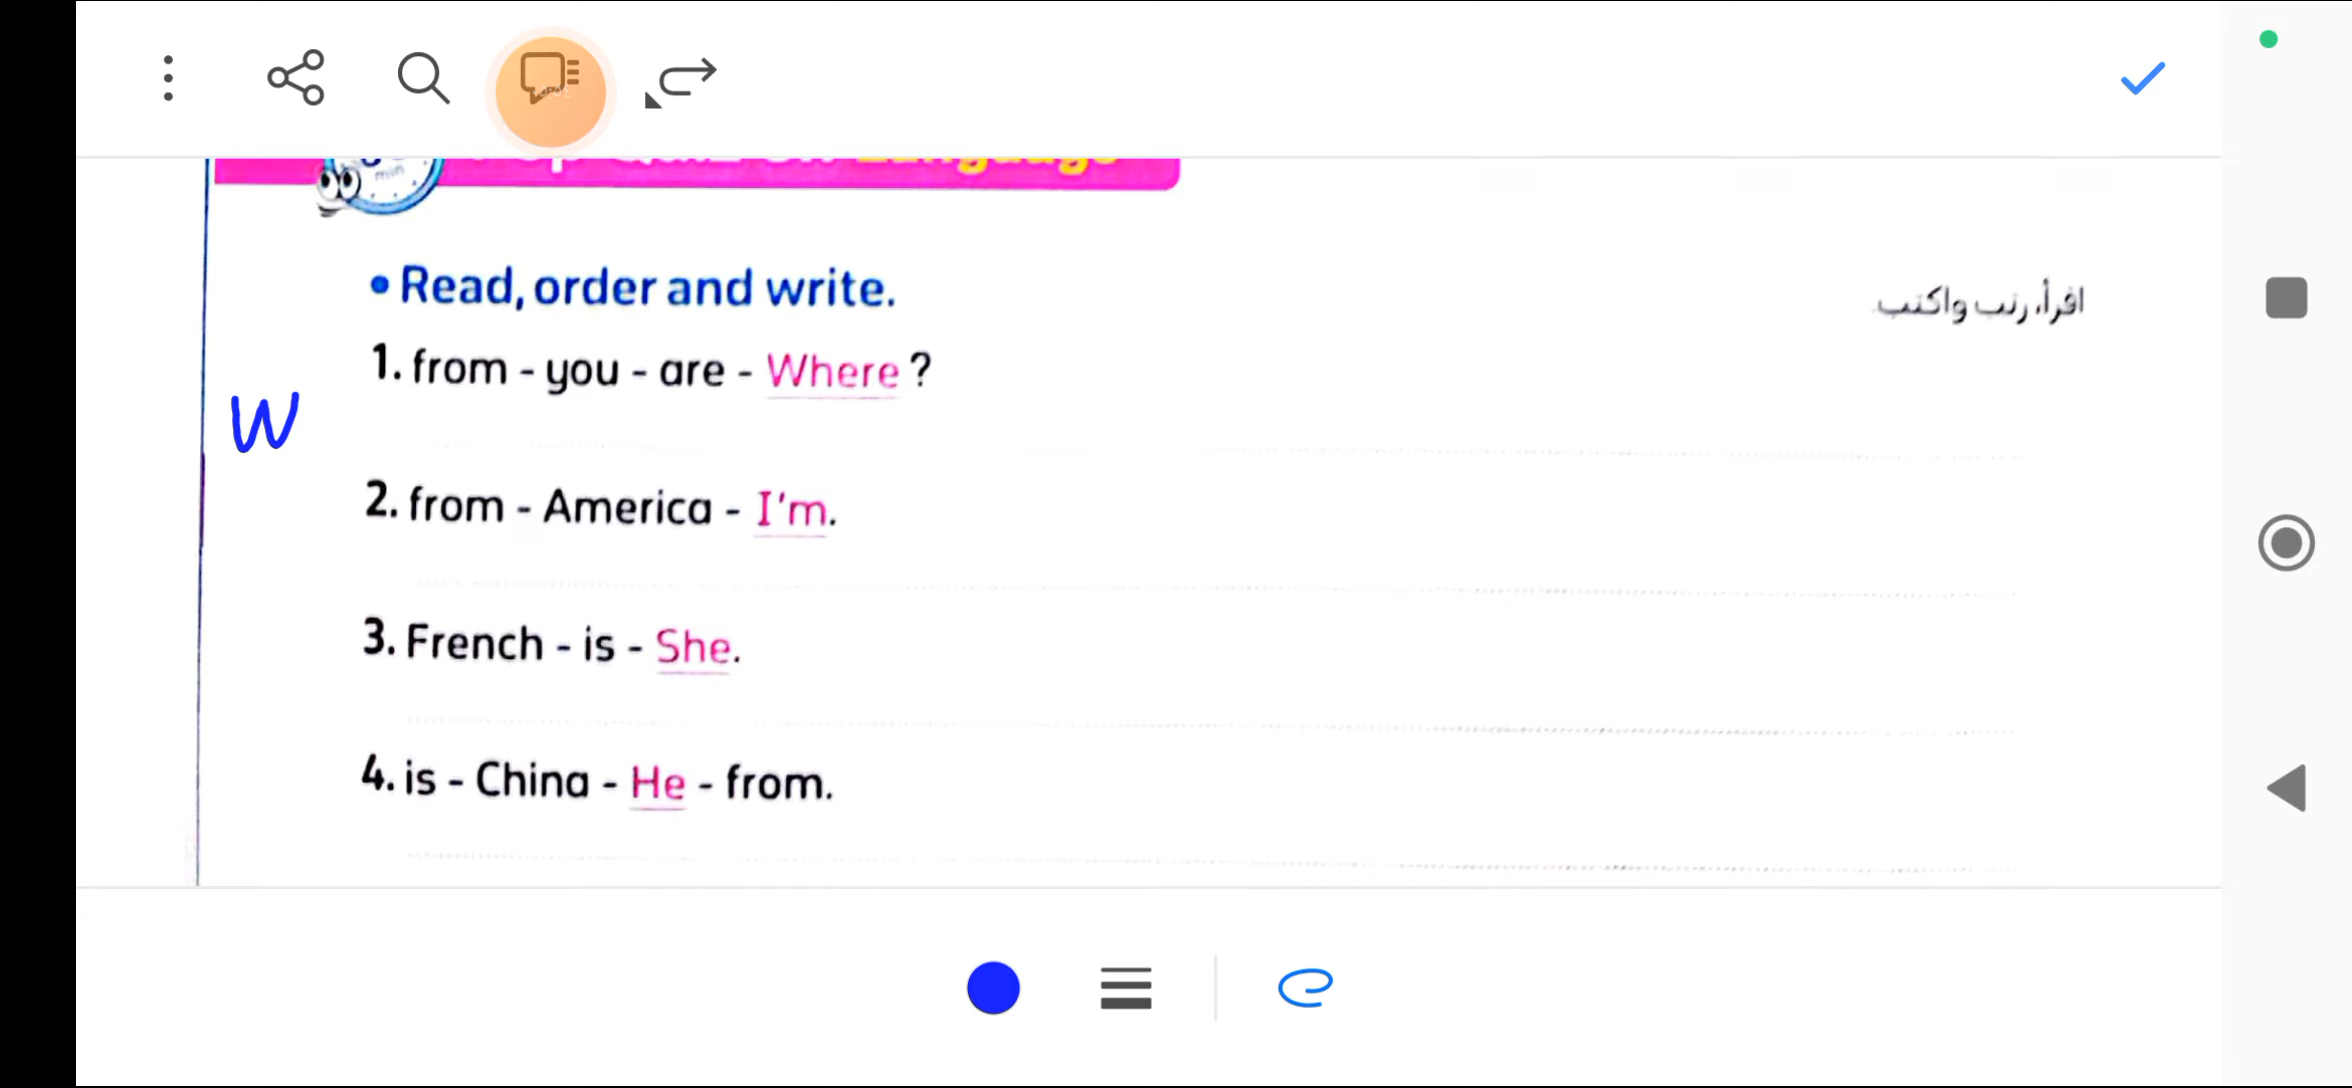 Language
• Read, order and write.
اقرأ، رتب واكتب.
1. from - you - are - Where ?
W
2. from - America - I'm.
3. French - is - She.
4. is - China - He - from.